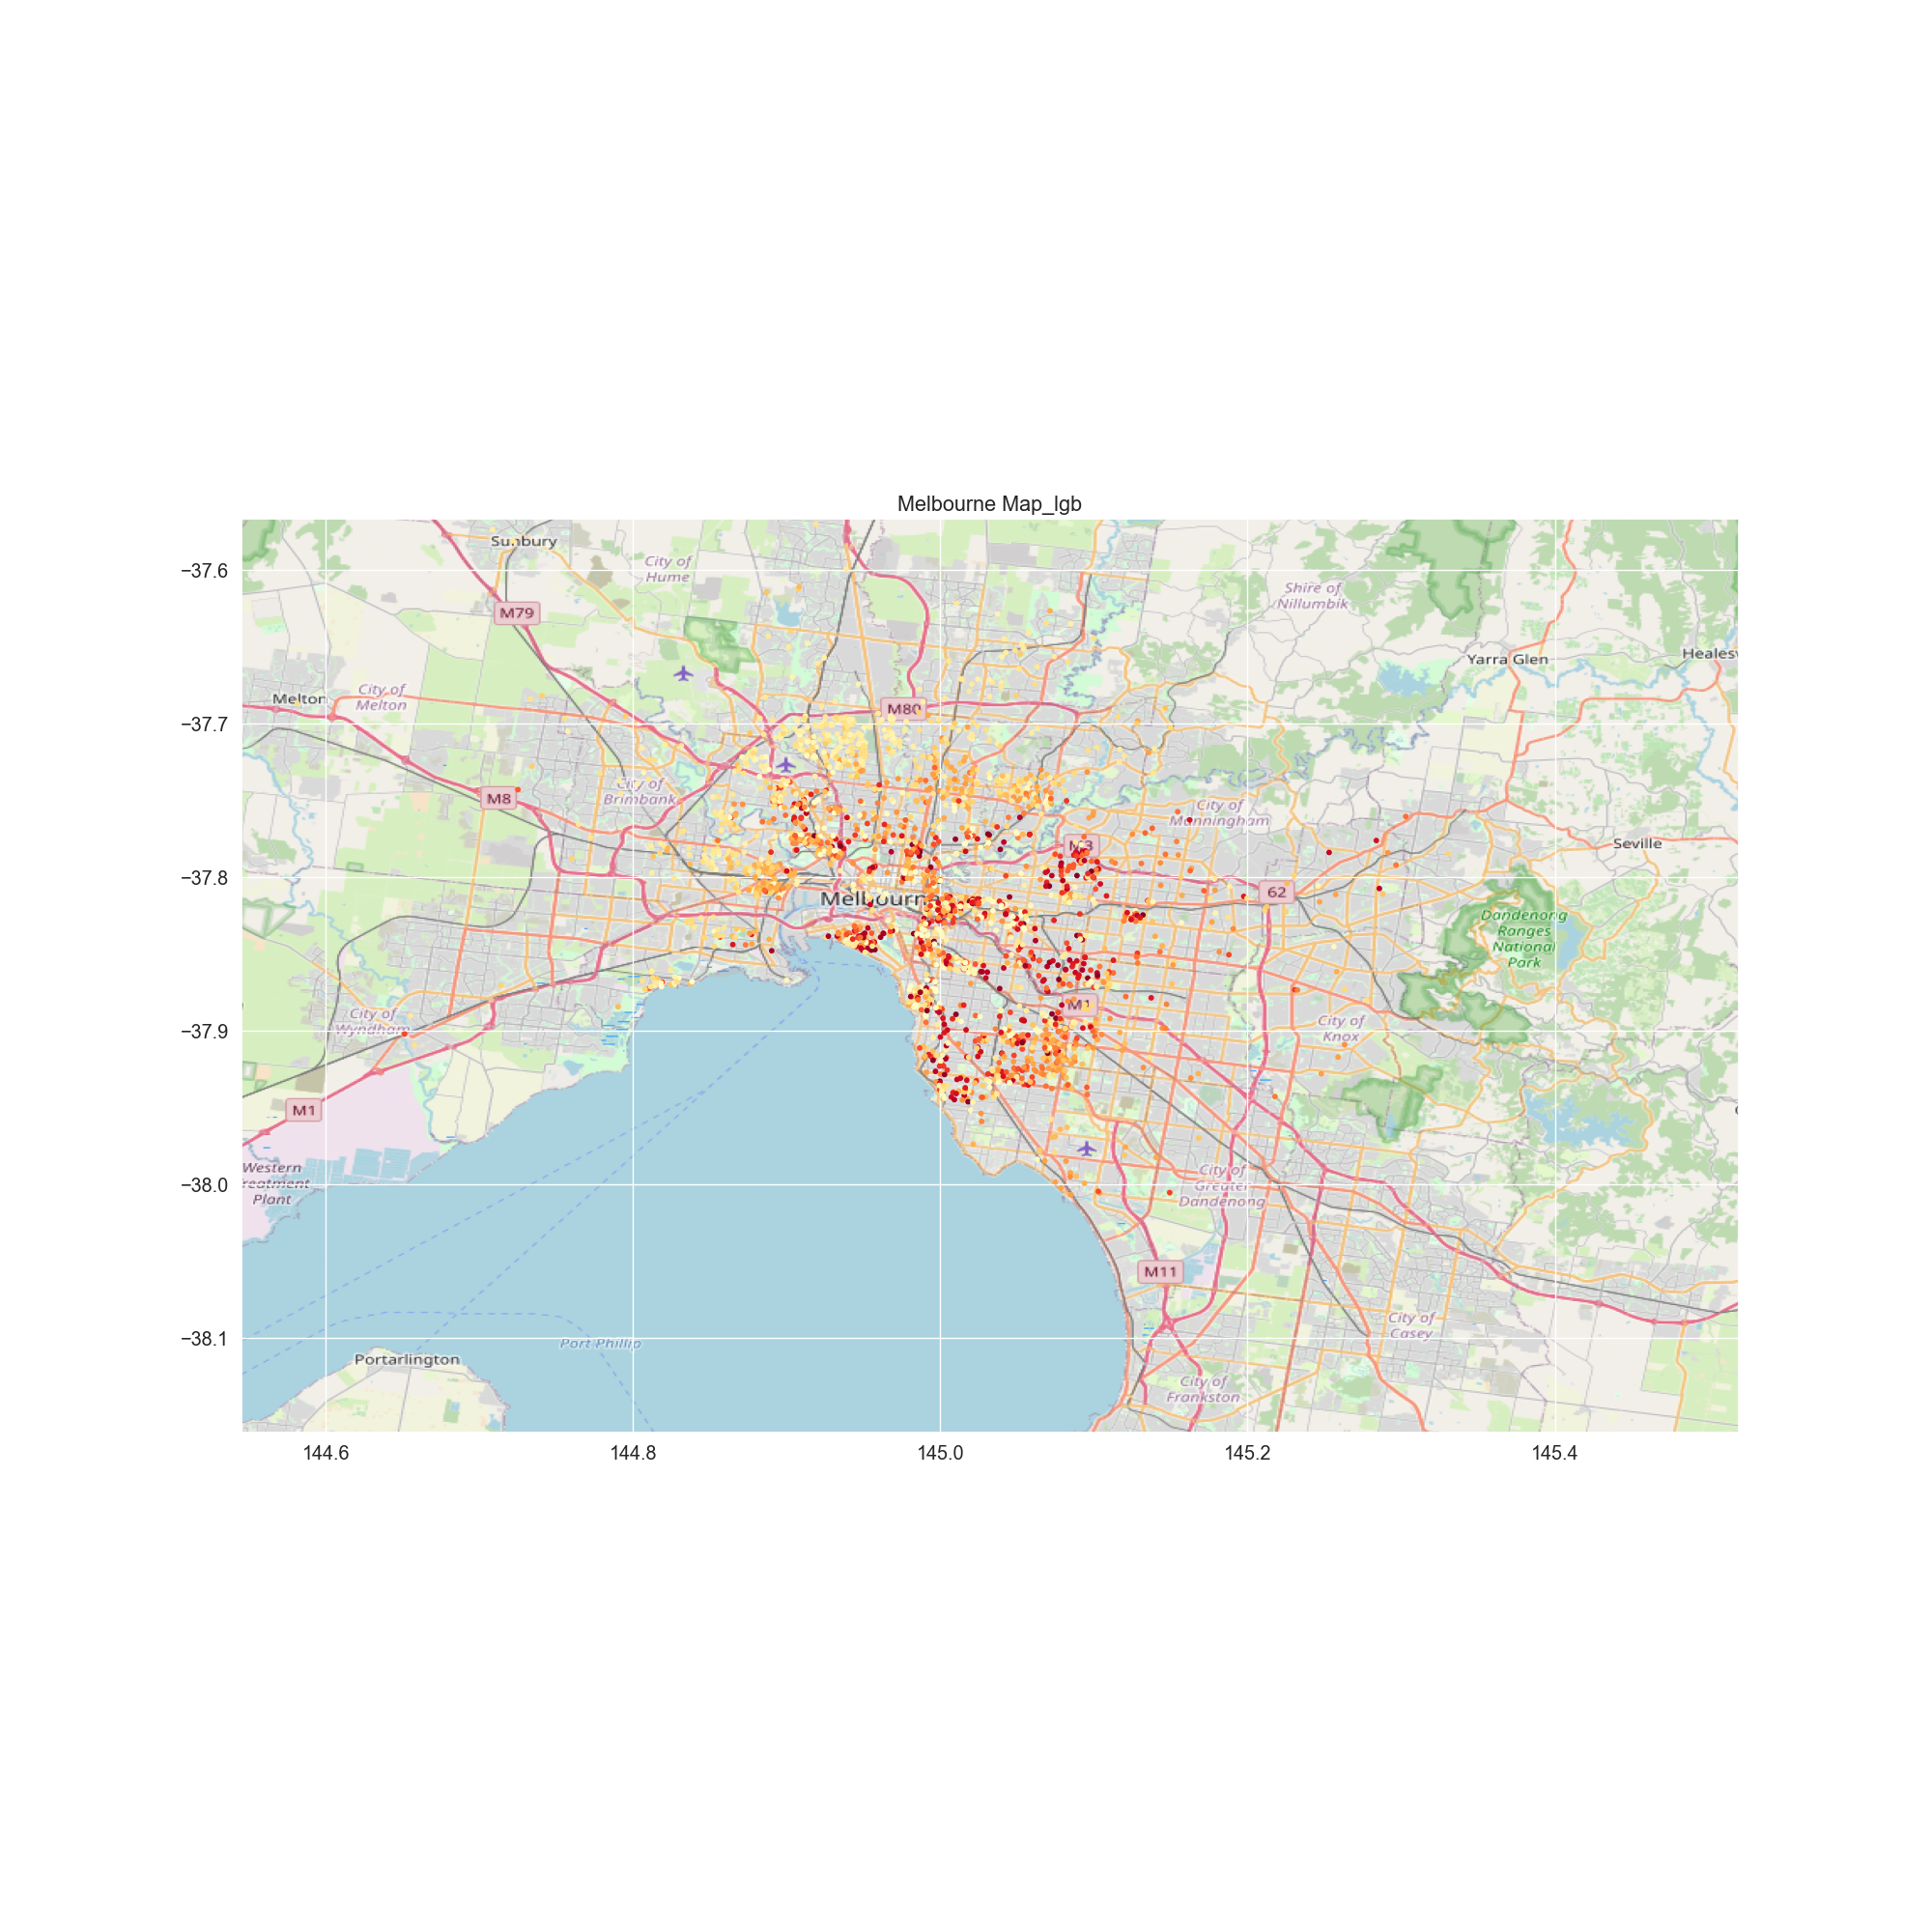 Melbourne Map_lgb
Sunbury
City of
Hume
−37.6
Shire of
Nillumbik
M79
Yarra Glen
Melton
City of
Melton
M80
−37.7
City of
Brimbank
M8
City of
Manningham
M3
Seville
−37.8
62
Melbourn
Dandenong
Ranges
National
Park
M1
City of
Wyndham
City of
Knox
−37.9
M1
Western
Plant
City of
Greater
Dandenong
−38.0
M11
City of
Casey
−38.1
Port Phillip
Portarlington
City of
Frankston
144.6
144.8
145.0
145.2
145.4